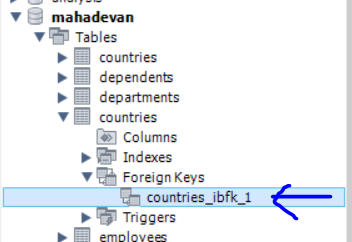 mahadevan
Tables
countries
dependents
departments
countries
Columns
Indexes
Foreign Keys
countries_ibfk_1
Triggers
employees